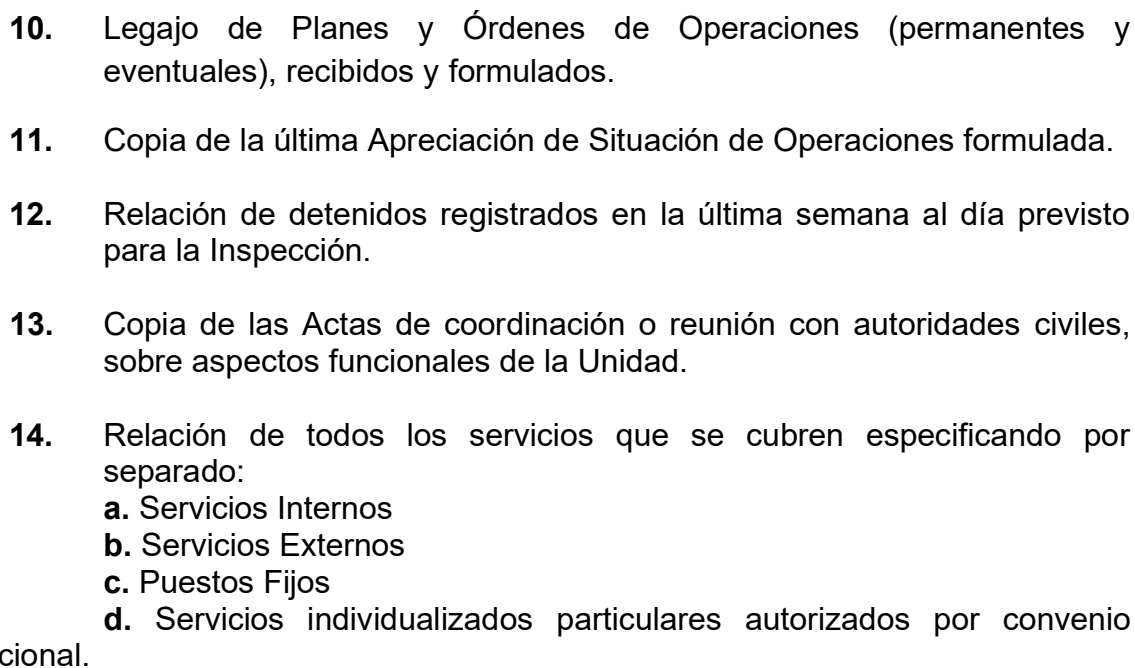 10. Legajo de Planes y Órdenes de Operaciones (permanentes y
eventuales), recibidos y formulados.
11. Copia de la última Apreciación de Situación de Operaciones formulada.
12. Relación de detenidos registrados en la última semana al día previsto
para la Inspección.
13. Copia de las Actas de coordinación o reunión con autoridades civiles,
sobre aspectos funcionales de la Unidad.
14. Relación de todos los servicios que se cubren especificando por
separado:
a. Servicios Internos
b. Servicios Externos
c. Puestos Fijos
d. Servicios individualizados particulares autorizados por convenio
cional.